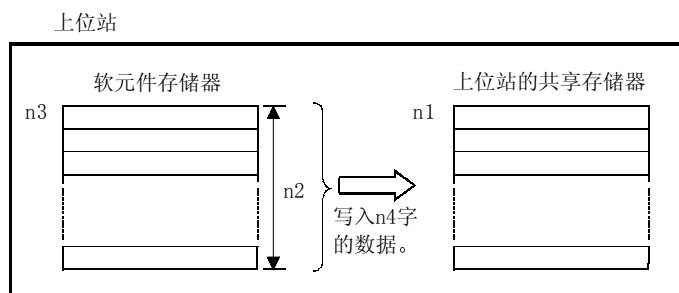 上位站
软元件存储器
上位站的共享存储器
n3
n1
n2
写入n4字
的数据。